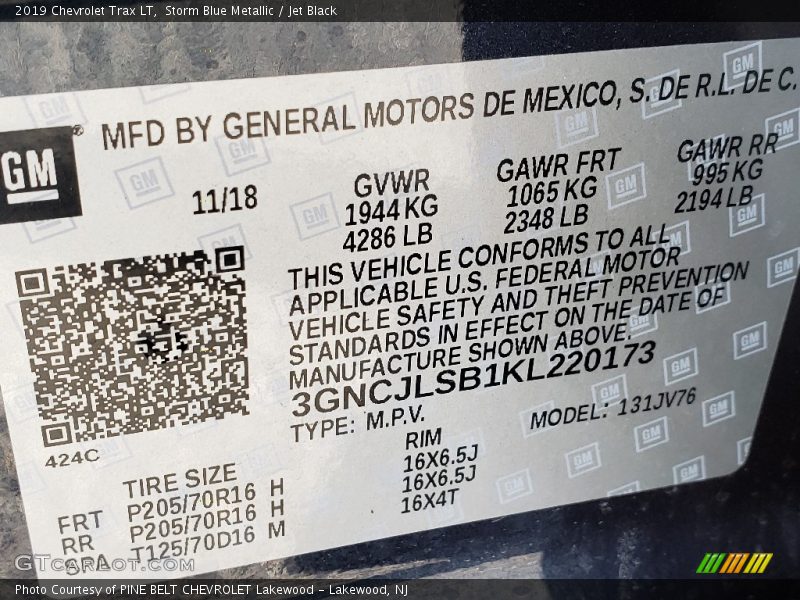 2019 Chevrolet Trax LT, Storm Blue Metallic / Jet Black
GM® MFD BY GENERAL MOTORS DE MEXICO, S. DE R.L. DE C.
11/18
GVWR
1944 KG
4286 LB
GAWR FRT
1065 KG
2348 LB
GAWR RR
995 KG
2194 LB
THIS VEHICLE CONFORMS TO ALL
APPLICABLE U.S. FEDERAL MOTOR
VEHICLE SAFETY AND THEFT PREVENTION
STANDARDS IN EFFECT ON THE DATE OF
MANUFACTURE SHOWN ABOVE.
3GNCJLSB1KL220173
TYPE: M.P.V.
MODEL: 131JV76
424C
TIRE SIZE
RIM
FRT P205/70R16 H 16X6.5J
RR P205/70R16 H 16X6.5J
SPA T125/70D16 M 16X4T
GTCarLot.com
Photo Courtesy of PINE BELT CHEVROLET Lakewood – Lakewood, NJ